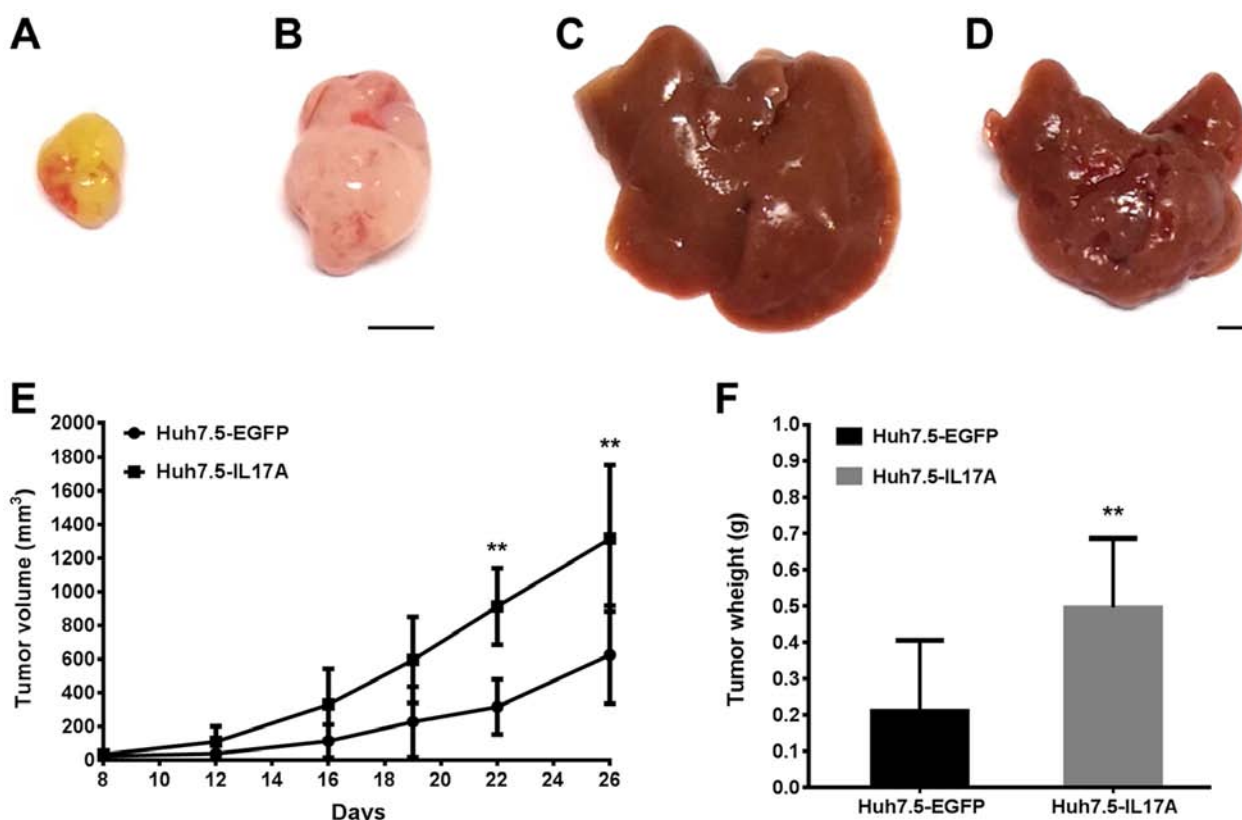 A
B
C
D
E
2000
1800
1600
1400
1200
1000
800
600
400
200
0
Tumor volume (mm³)
Huh7.5-EGFP
Huh7.5-IL17A
**
**
8 10 12 14 16 18 20 22 24 26
Days
F
1.0
0.9
0.8
0.7
0.6
0.5
0.4
0.3
0.2
0.1
0.0
Tumor wheight (g)
Huh7.5-EGFP
Huh7.5-IL17A
**
Huh7.5-EGFP Huh7.5-IL17A